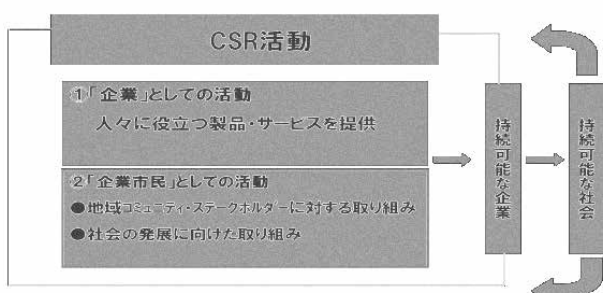 CSR活動
①「企業」としての活動
人々に役立つ製品・サービスを提供
②「企業市民」としての活動
●地域コミュニティ・ステークホルダーに対する取り組み
●社会の発展に向けた取り組み
持続可能な企業
持続可能な社会